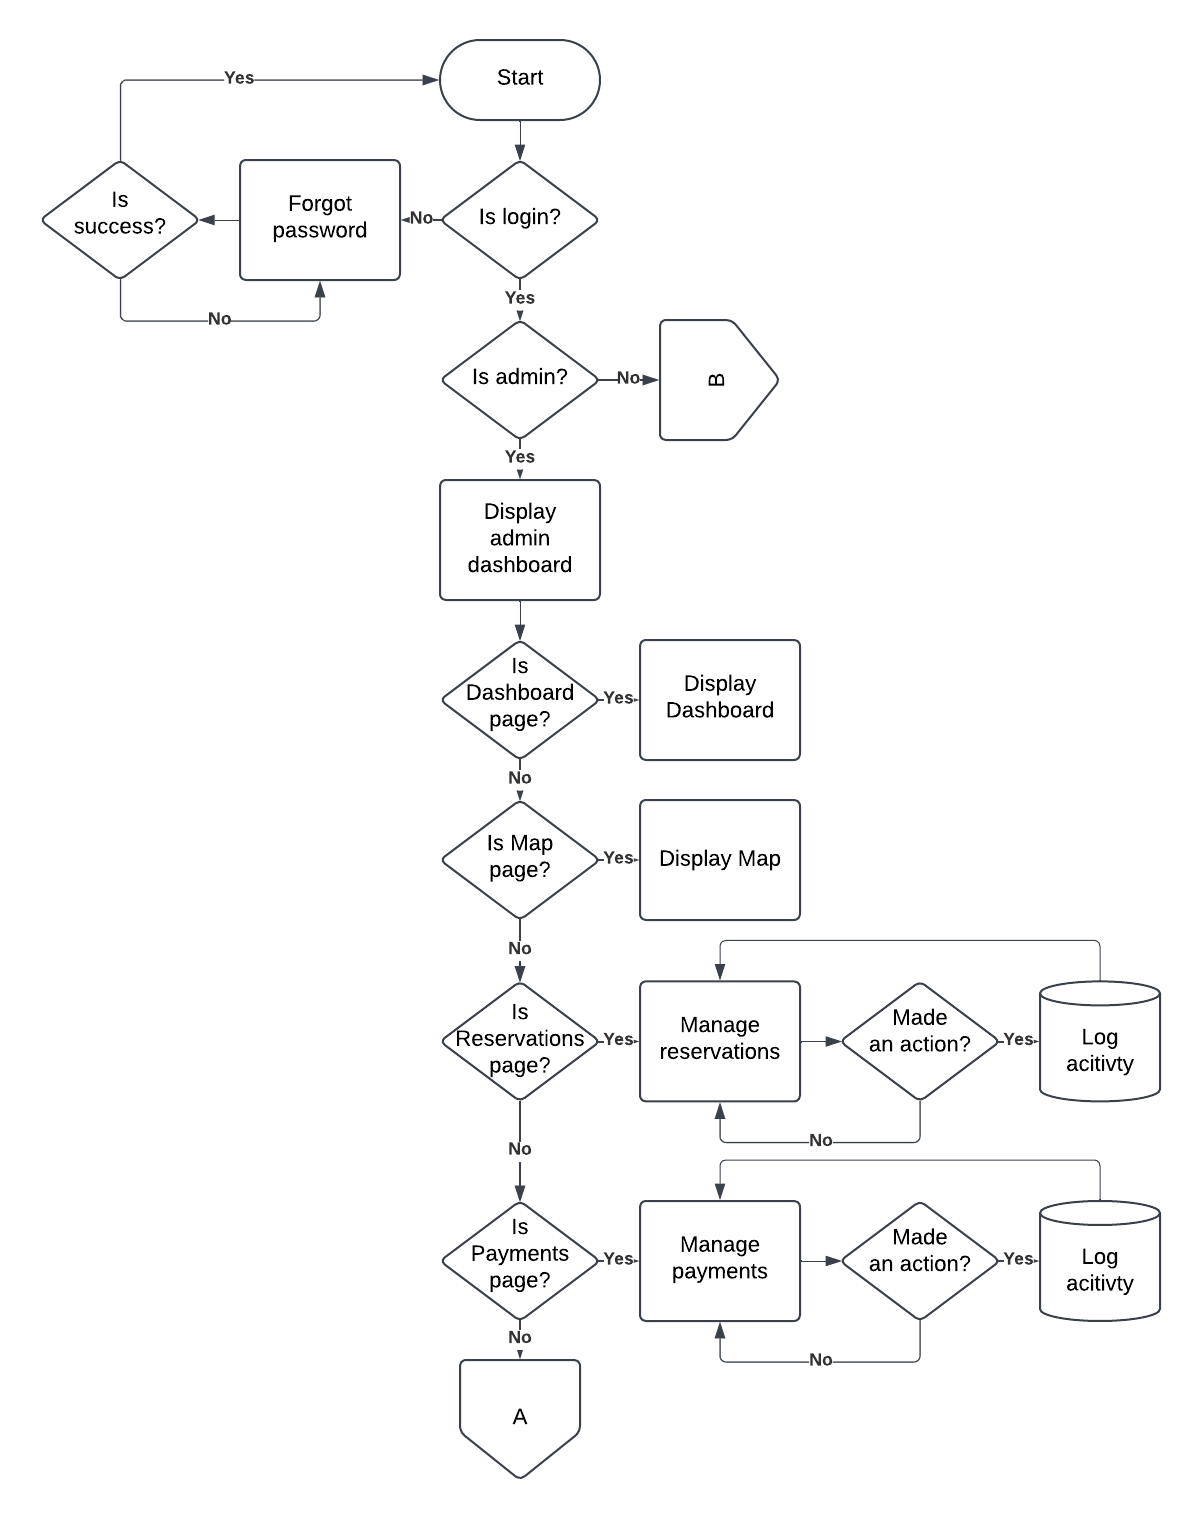 Start
Yes
Is
success?
Forgot
password
No
Is login?
No
Yes
Is admin?
No
B
Yes
Display
admin
dashboard
Is
Dashboard
page?
Yes
Display
Dashboard
No
Is Map
page?
Yes
Display Map
No
Is
Reservations
page?
Yes
Manage
reservations
Made
an action?
Yes
Log
acitivty
No
No
Is
Payments
page?
Yes
Manage
payments
Made
an action?
Yes
Log
acitivty
No
No
A